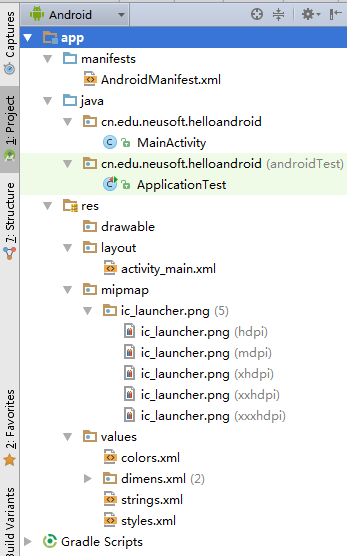 Android
app
manifests
AndroidManifest.xml
java
cn.edu.neusoft.helloandroid
MainActivity
cn.edu.neusoft.helloandroid (androidTest)
ApplicationTest
res
drawable
layout
activity_main.xml
mipmap
ic_launcher.png (5)
ic_launcher.png (hdpi)
ic_launcher.png (mdpi)
ic_launcher.png (xhdpi)
ic_launcher.png (xxhdpi)
ic_launcher.png (xxxhdpi)
values
colors.xml
dimens.xml (2)
strings.xml
styles.xml
Gradle Scripts
Captures
1: Project
7: Structure
2: Favorites
Build Variants